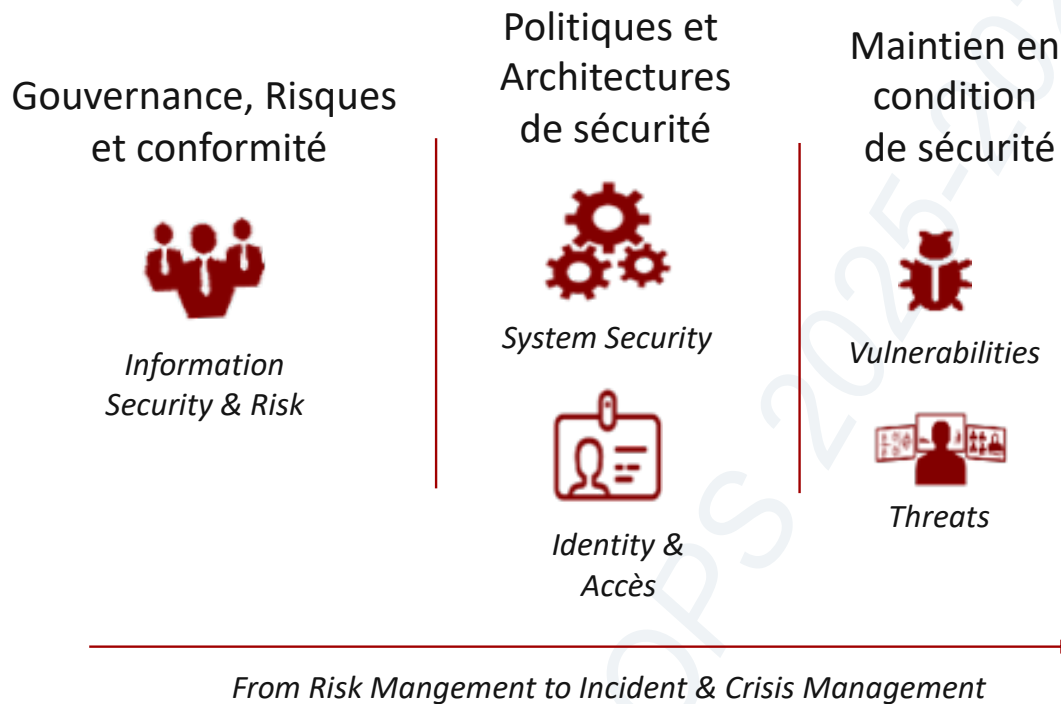 Gouvernance, Risques
et conformité
Information
Security & Risk
Politiques et
Architectures
de sécurité
System Security
Identity &
Accès
Maintien en
condition
de sécurité
Vulnerabilities
Threats
From Risk Mangement to Incident & Crisis Management